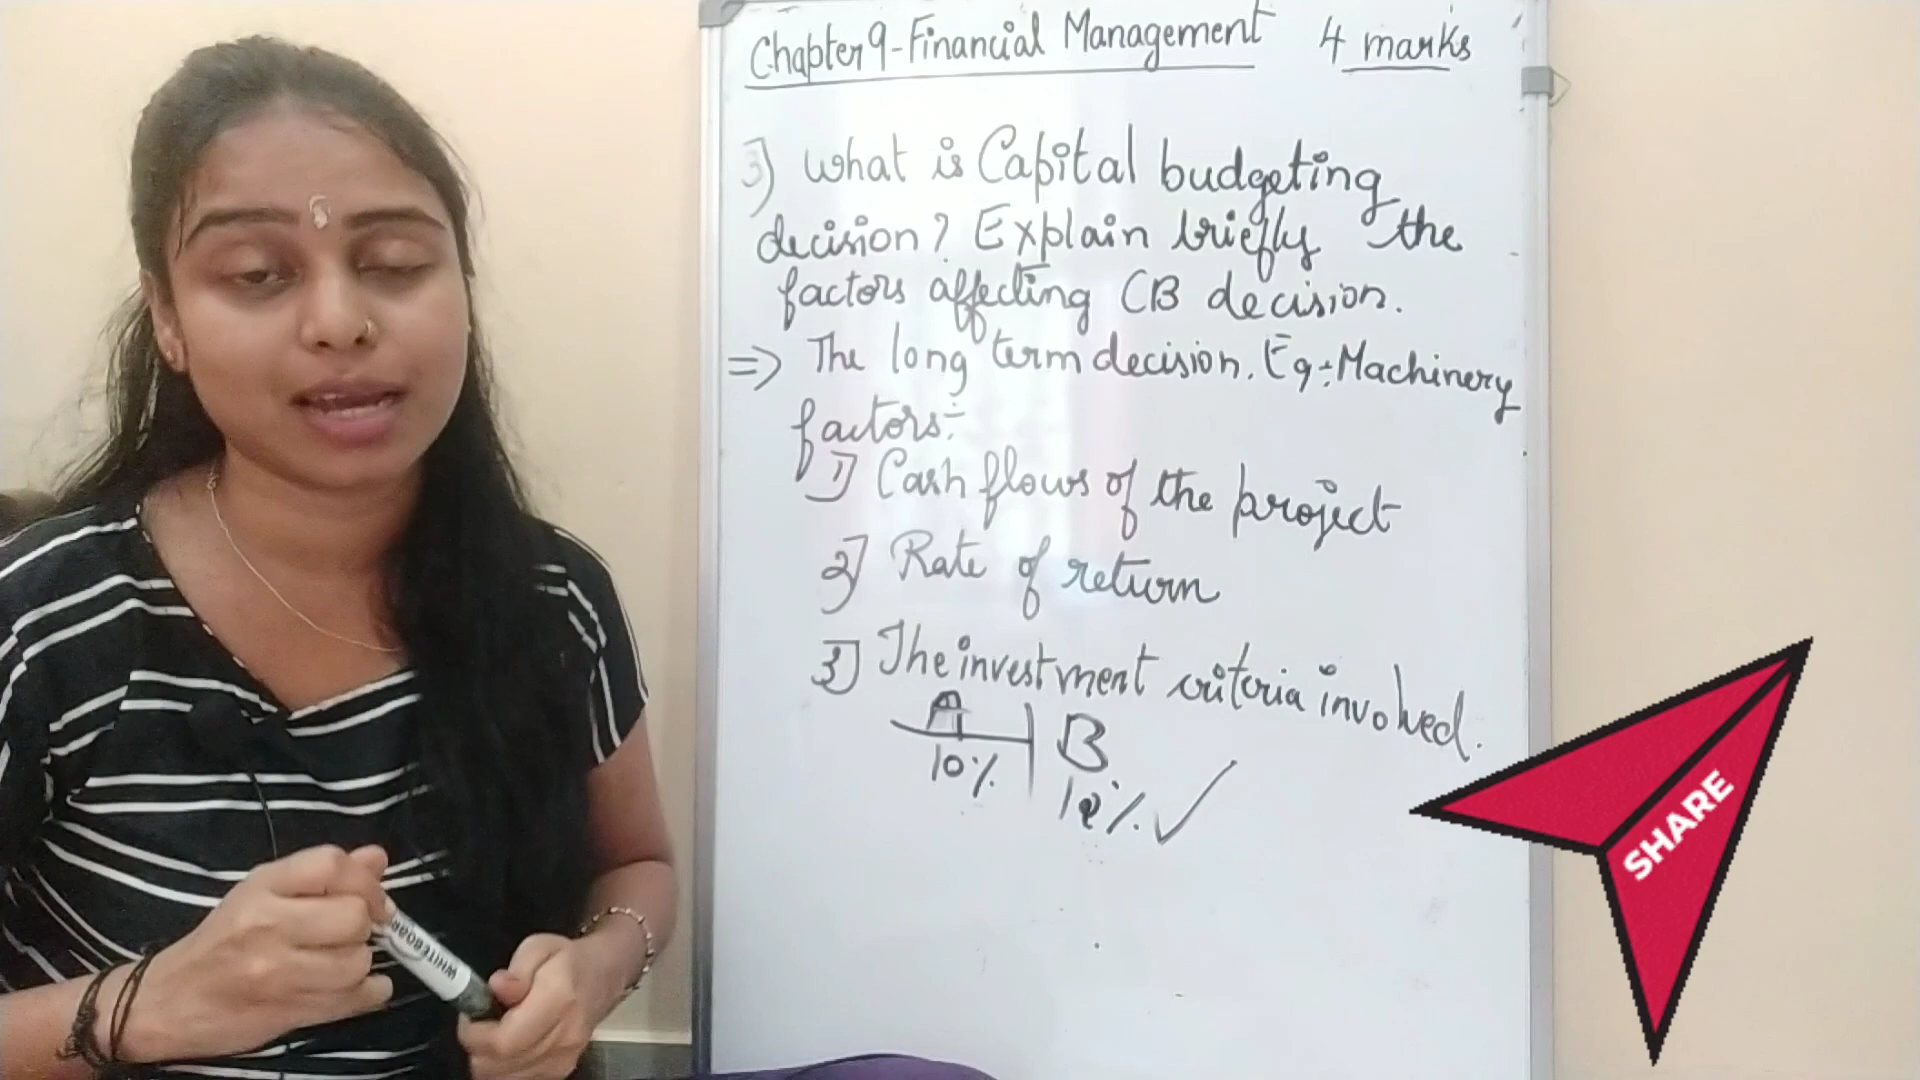 Chapter 9-Financial Management 4 marks
3) What is Capital budgeting
decision? Explain briefly the
factors affecting CB decision.
=> The long term decision. Eg:-Machinery
factors:-
1] Cash flows of the project
2] Rate of return
3] The investment criteria involved.
A B
10% 12% ✓
SHARE
WHITEBOARD